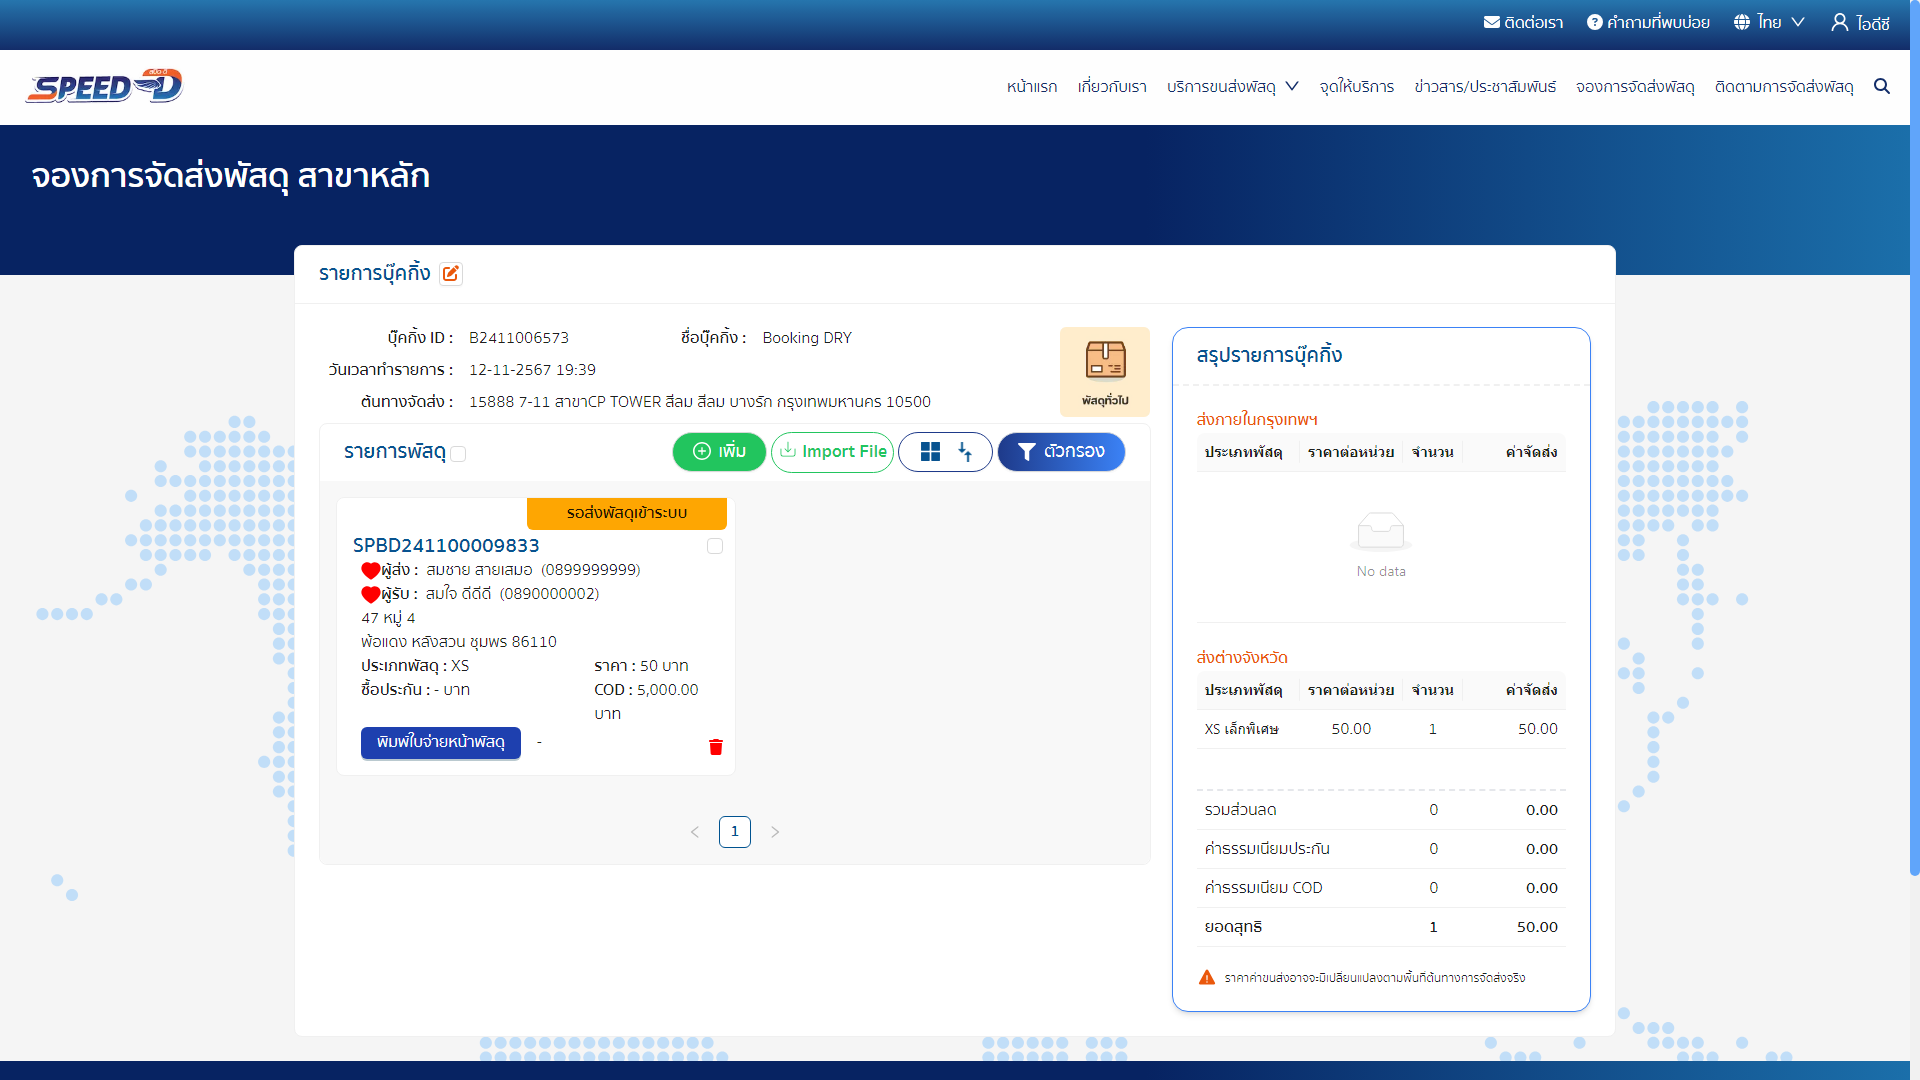 ติดต่อเรา คำถามที่พบบ่อย ไทย ไอดีซี
SPEED-D
หน้าแรก เกี่ยวกับเรา บริการขนส่งพัสดุ จุดให้บริการ ข่าวสาร/ประชาสัมพันธ์ จองการจัดส่งพัสดุ ติดตามการจัดส่งพัสดุ
จองการจัดส่งพัสดุ สาขาหลัก
รายการบุ๊คกิ้ง
บุ๊คกิ้ง ID : B2411006573 ชื่อบุ๊คกิ้ง : Booking DRY
วันเวลาทำรายการ : 12-11-2567 19:39
ต้นทางจัดส่ง : 15888 7-11 สาขาCP TOWER สีลม สีลม บางรัก กรุงเทพมหานคร 10500
พัสดุทั่วไป
รายการพัสดุ เพิ่ม Import File ตัวกรอง
รอส่งพัสดุเข้าระบบ
SPBD241100009833
ผู้ส่ง : สมชาย สายเสมอ (0899999999)
ผู้รับ : สมใจ ดีดีดี (0890000002)
47 หมู่ 4
พ้อแดง หลังสวน ชุมพร 86110
ประเภทพัสดุ : XS ราคา : 50 บาท
ซื้อประกัน : - บาท COD : 5,000.00 บาท
พิมพ์ใบจ่ายหน้าพัสดุ -
1
สรุปรายการบุ๊คกิ้ง
ส่งภายในกรุงเทพฯ
ประเภทพัสดุ ราคาต่อหน่วย จำนวน ค่าจัดส่ง
No data
ส่งต่างจังหวัด
ประเภทพัสดุ ราคาต่อหน่วย จำนวน ค่าจัดส่ง
XS เล็กพิเศษ 50.00 1 50.00
รวมส่วนลด 0 0.00
ค่าธรรมเนียมประกัน 0 0.00
ค่าธรรมเนียม COD 0 0.00
ยอดสุทธิ 1 50.00
ราคาค่าขนส่งอาจจะมีเปลี่ยนแปลงตามพื้นที่ต้นทางการจัดส่งจริง